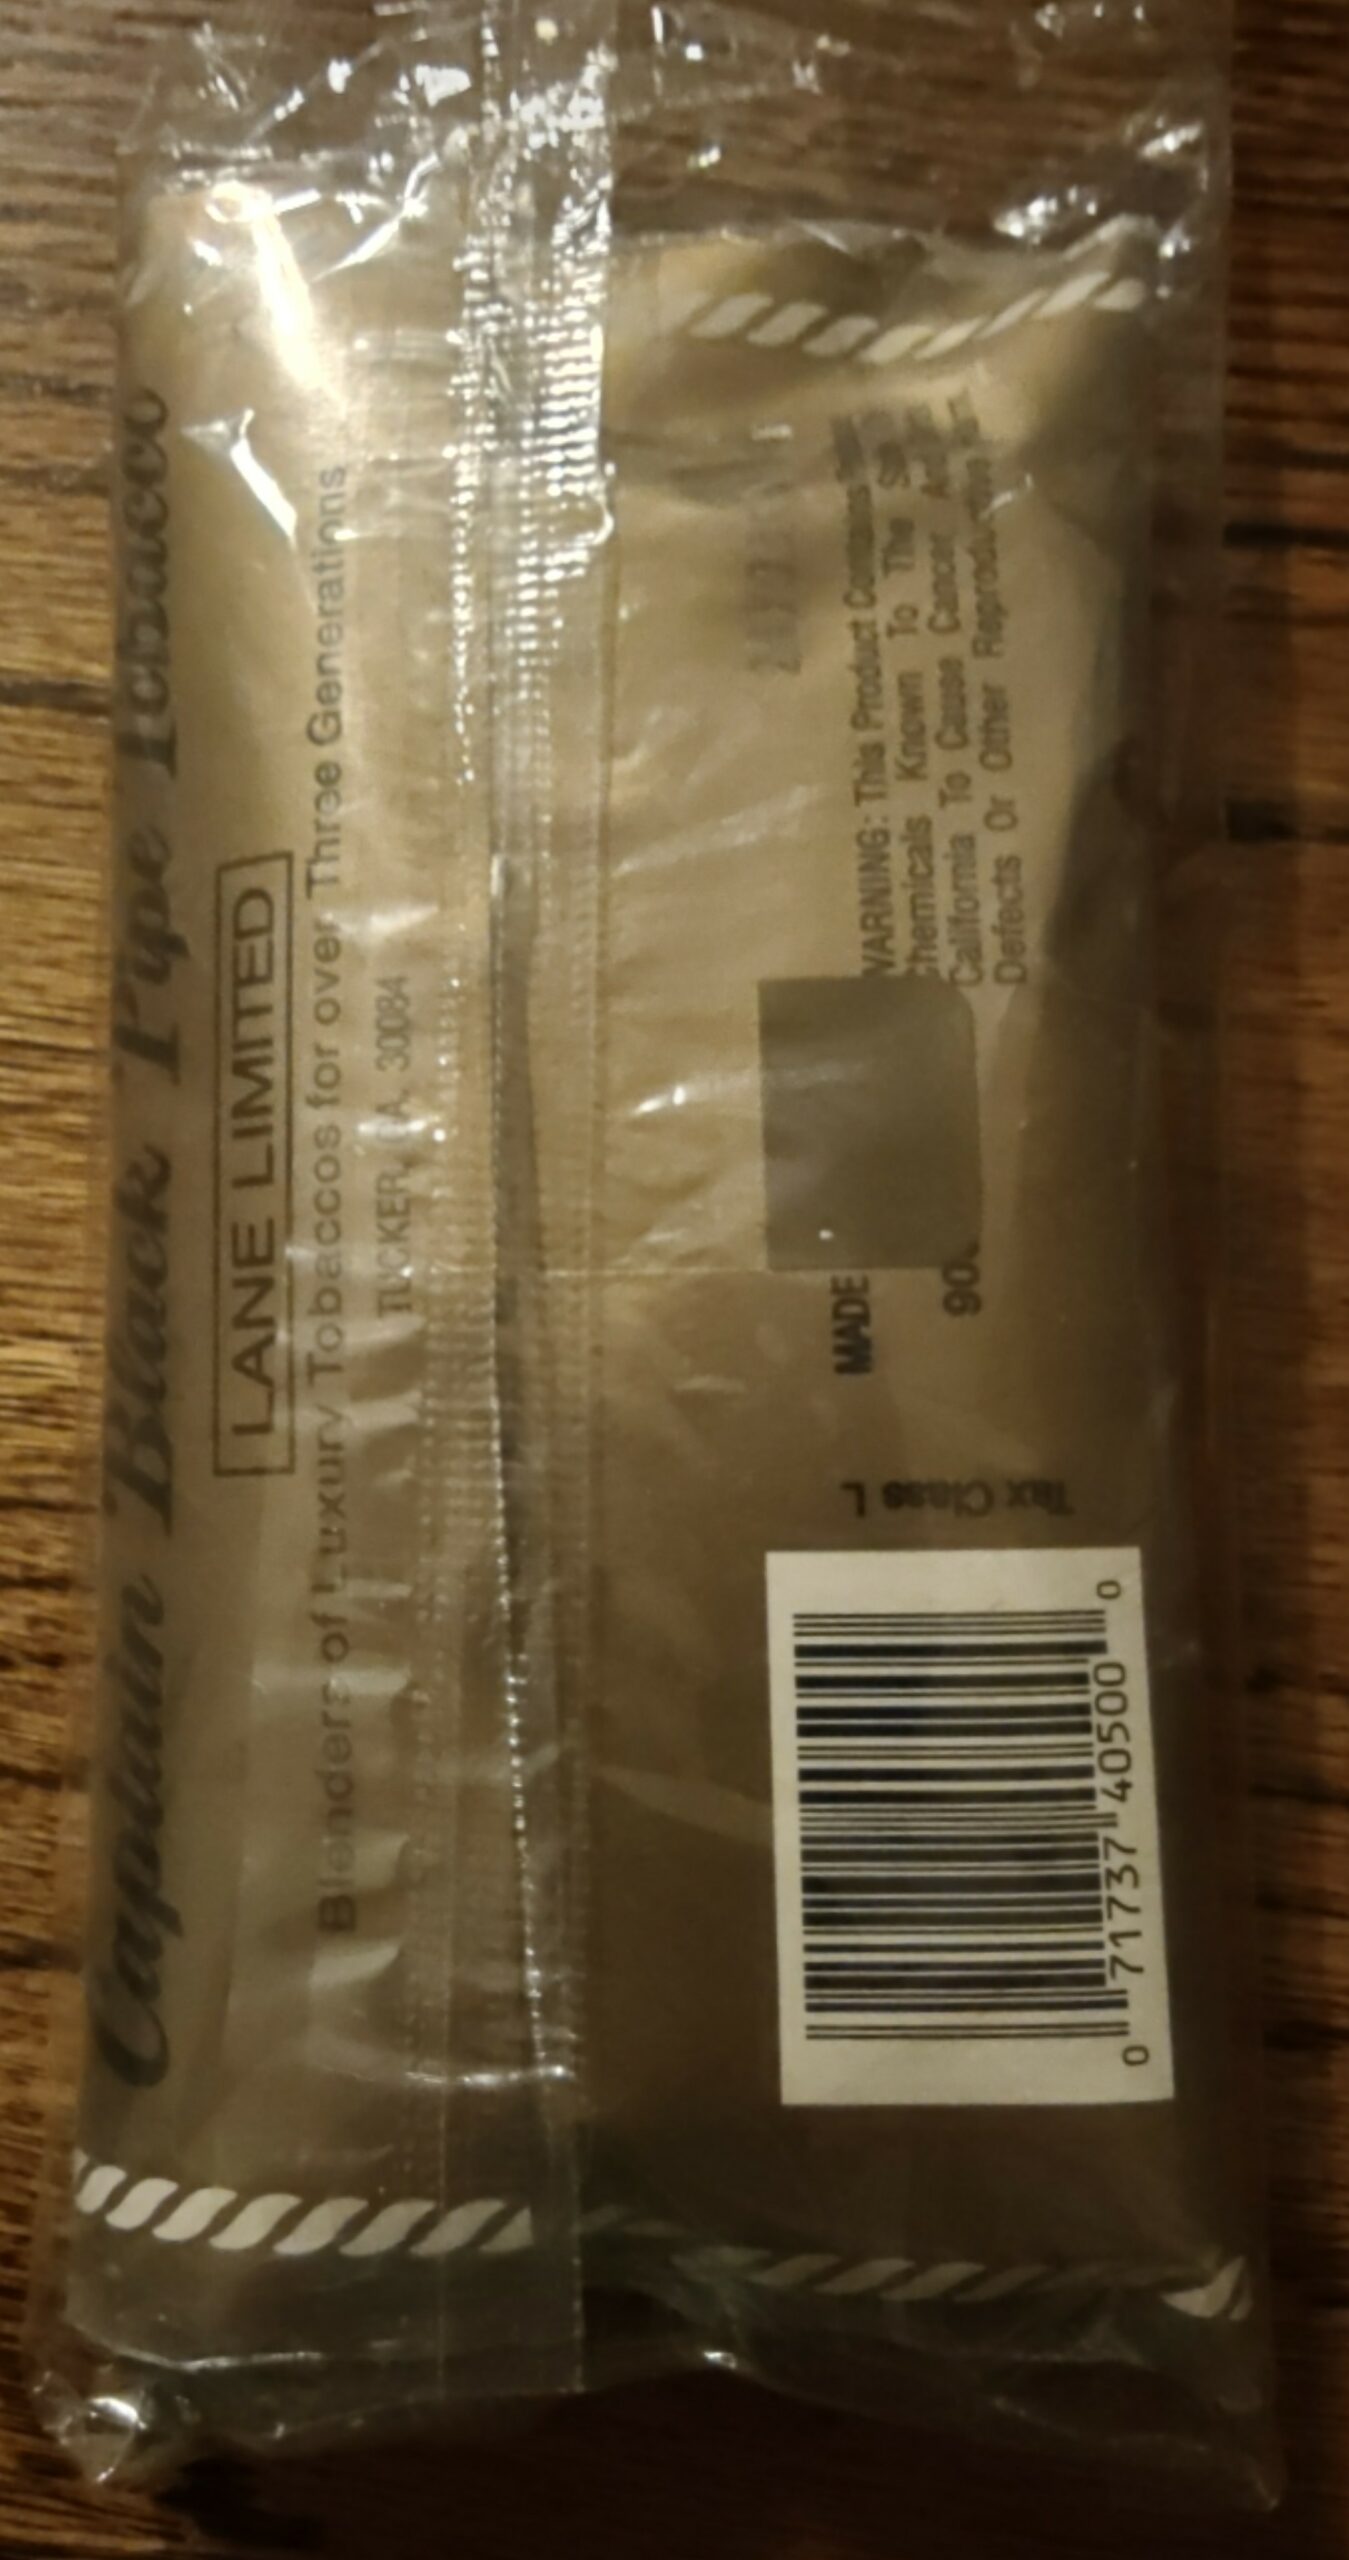 Captain Black Pipe Tobacco
LANE LIMITED
Blenders of Luxury Tobaccos for over Three Generations
TUCKER, GA. 30084
WARNING: This Product Contains
Chemicals Known To The
California To Cause Cancer And
Defects Or Other Reproductive
MADE
90
Tax Class L
0 71737 40500 0